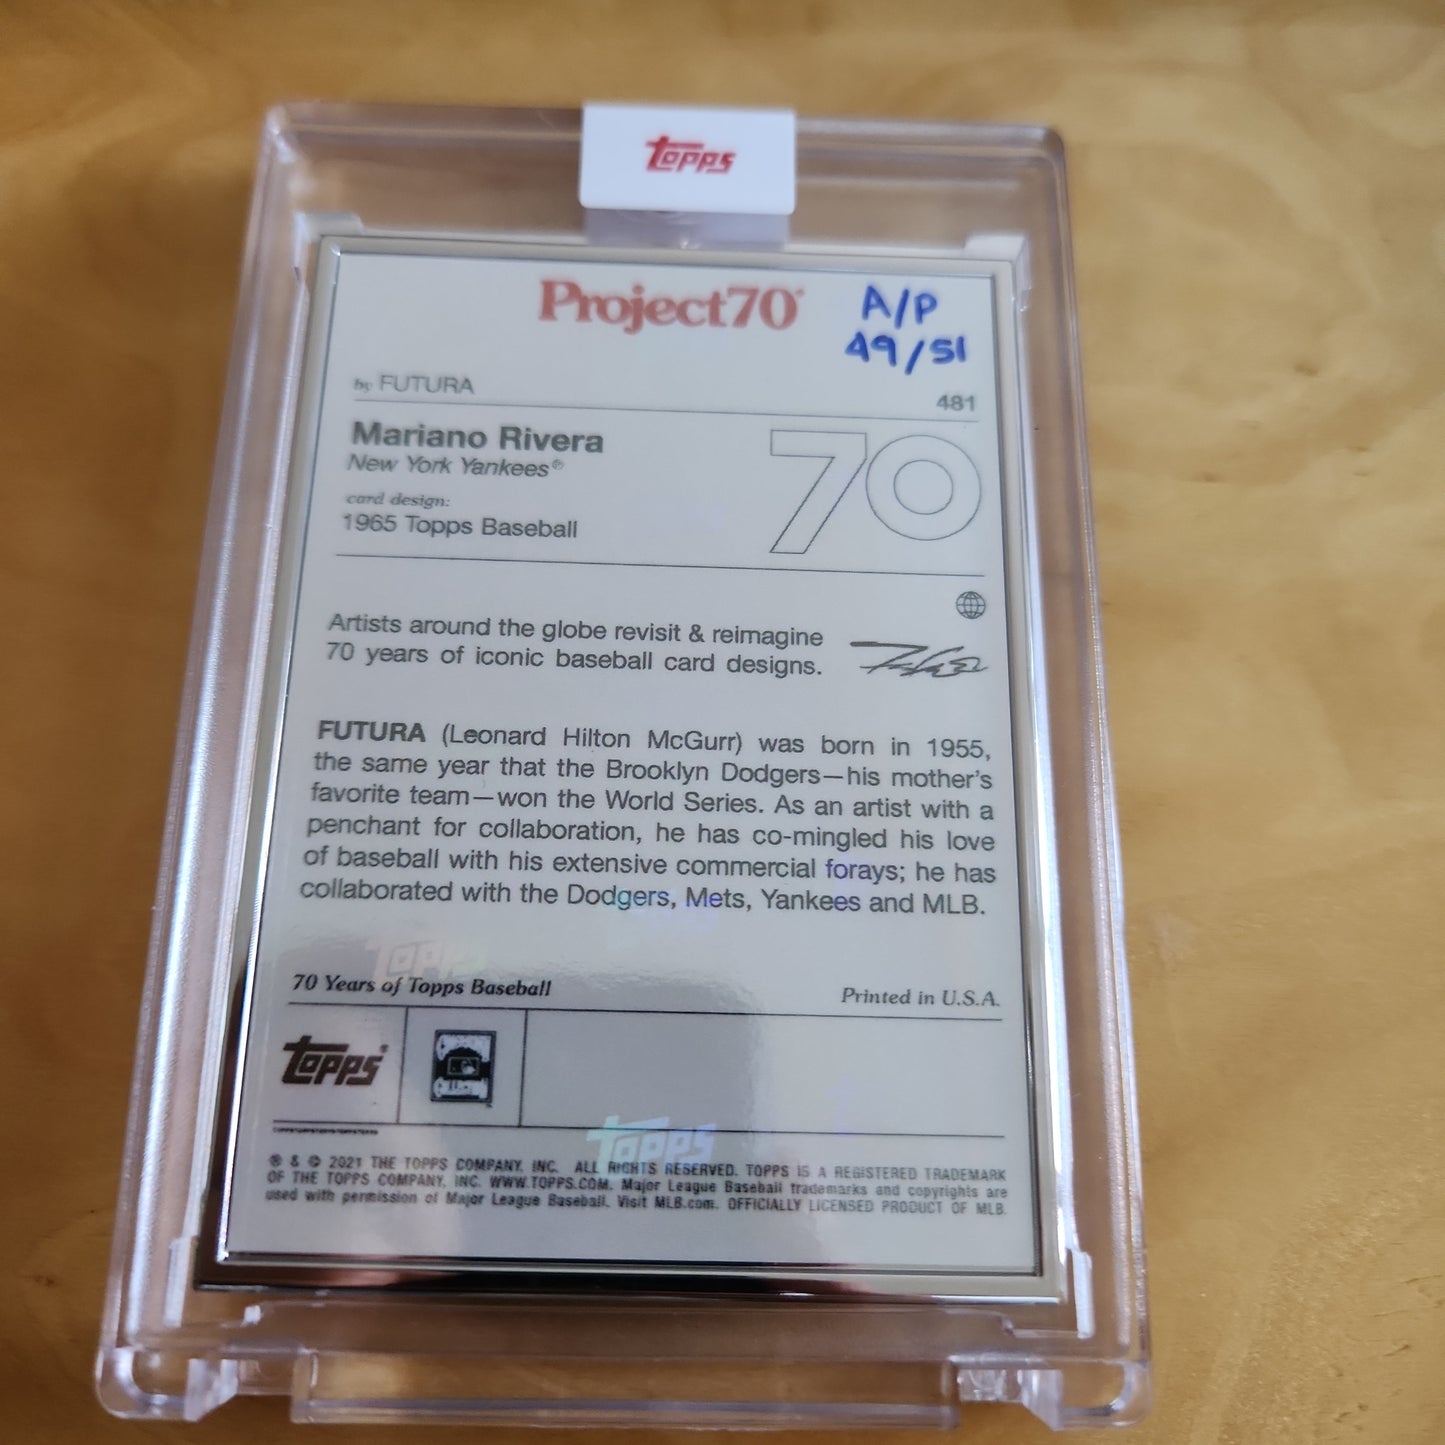 Topps
Project70®
A/P
49/51
by FUTURA
481
Mariano Rivera
New York Yankees®
card design:
1965 Topps Baseball
70
Artists around the globe revisit & reimagine
70 years of iconic baseball card designs.
FUTURA (Leonard Hilton McGurr) was born in 1955,
the same year that the Brooklyn Dodgers—his mother's
favorite team—won the World Series. As an artist with a
penchant for collaboration, he has co-mingled his love
of baseball with his extensive commercial forays; he has
collaborated with the Dodgers, Mets, Yankees and MLB.
Topps
70 Years of Topps Baseball
Printed in U.S.A.
Topps®
Topps
® & © 2021 THE TOPPS COMPANY, INC. ALL RIGHTS RESERVED. TOPPS IS A REGISTERED TRADEMARK
OF THE TOPPS COMPANY, INC. WWW.TOPPS.COM. Major League Baseball trademarks and copyrights are
used with permission of Major League Baseball. Visit MLB.com. OFFICIALLY LICENSED PRODUCT OF MLB.